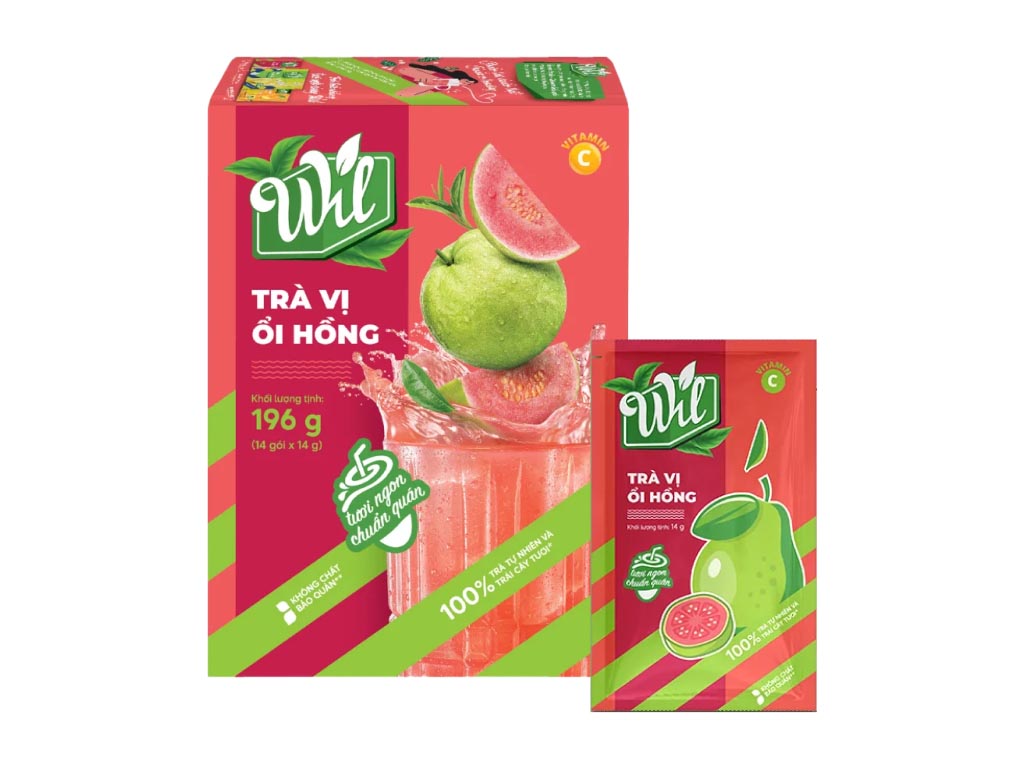 VITAMIN
C
Wil
TRÀ VỊ
ỔI HỒNG
Khối lượng tịnh:
196 g
(14 gói x 14 g)
tươi ngon
chuẩn quán
KHÔNG CHẤT
BẢO QUẢN**
100% TRÀ TỰ NHIÊN VÀ
TRÁI CÂY TƯƠI*
VITAMIN
C
Wil
TRÀ VỊ
ỔI HỒNG
Khối lượng tịnh: 14 g
tươi ngon
chuẩn quán
100% TRÀ TỰ NHIÊN VÀ
TRÁI CÂY TƯƠI*
KHÔNG CHẤT
BẢO QUẢN**